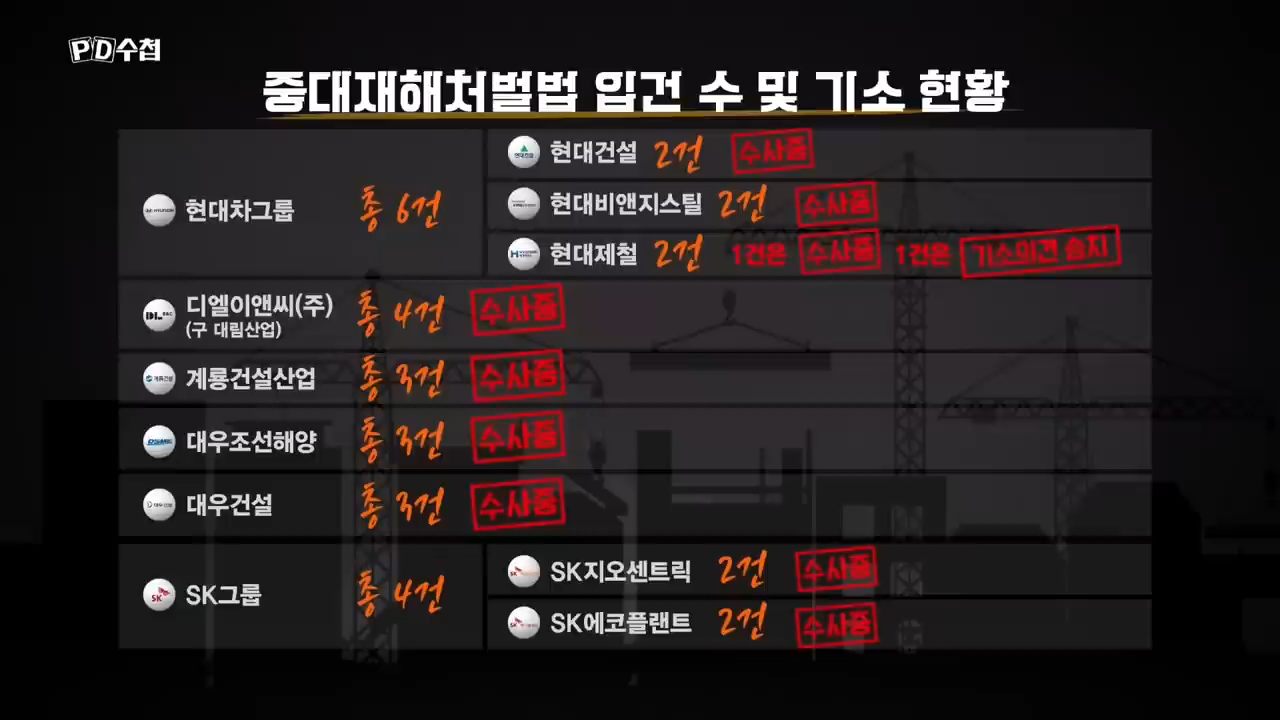 PD수첩
중대재해처벌법 입건 수 및 기소 현황
현대차그룹 총 6건
현대건설 2건 수사중
현대비앤지스틸 2건 수사중
현대제철 2건 1건은 수사중 1건은 기소의견 송치
디엘이앤씨(주) 총 4건 수사중
(구 대림산업)
계룡건설산업 총 3건 수사중
대우조선해양 총 3건 수사중
대우건설 총 3건 수사중
SK그룹 총 4건
SK지오센트릭 2건 수사중
SK에코플랜트 2건 수사중